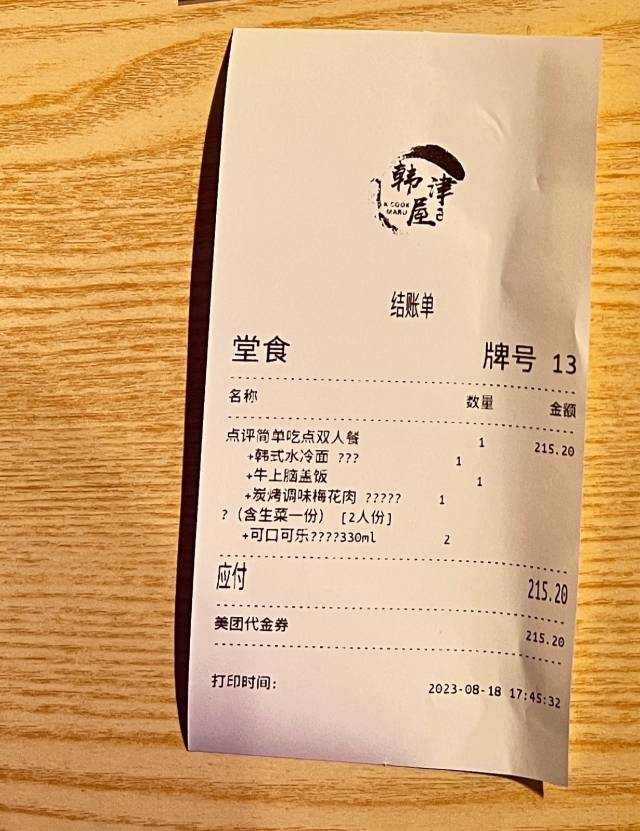 韩津
屋
K COOK
MARU
结账单
堂食 牌号 13
名称 数量 金额
点评简单吃点双人餐 1 215.20
+韩式水冷面 ??? 1
+牛上脑盖饭 1
+炭烤调味梅花肉 ????? 1
?（含生菜一份） [2人份]
+可口可乐????330ml 2
应付 215.20
美团代金券 215.20
打印时间: 2023-08-18 17:45:32